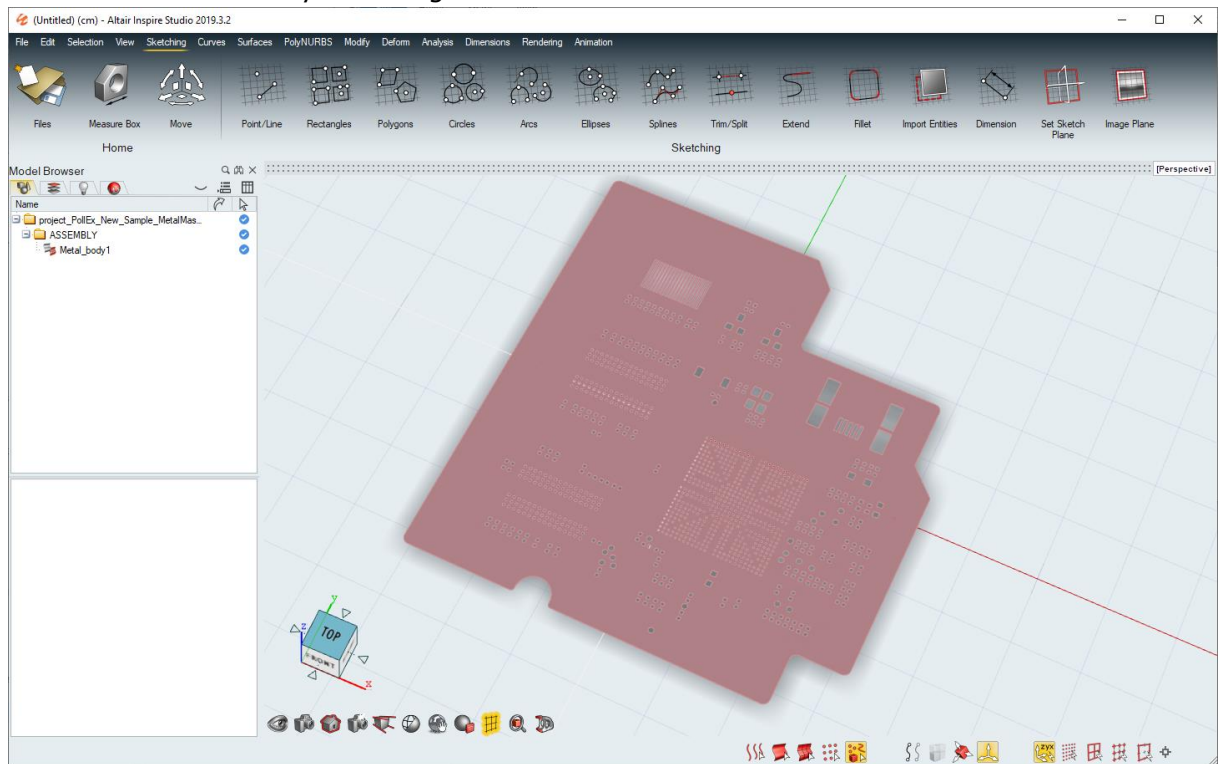 (Untitled) (cm) - Altair Inspire Studio 2019.3.2
File Edit Selection View Sketching Curves Surfaces PolyNURBS Modify Deform Analysis Dimensions Rendering Animation
Files Measure Box Move Point/Line Rectangles Polygons Circles Arcs Ellipses Splines Trim/Split Extend Fillet Import Entities Dimension Set Sketch Plane Image Plane
Home Sketching
Model Browser
[Perspective]
Name
project_PollEx_New_Sample_MetalMas...
ASSEMBLY
Metal_body1
Y
Z
TOP
FRONT
X
ZYX